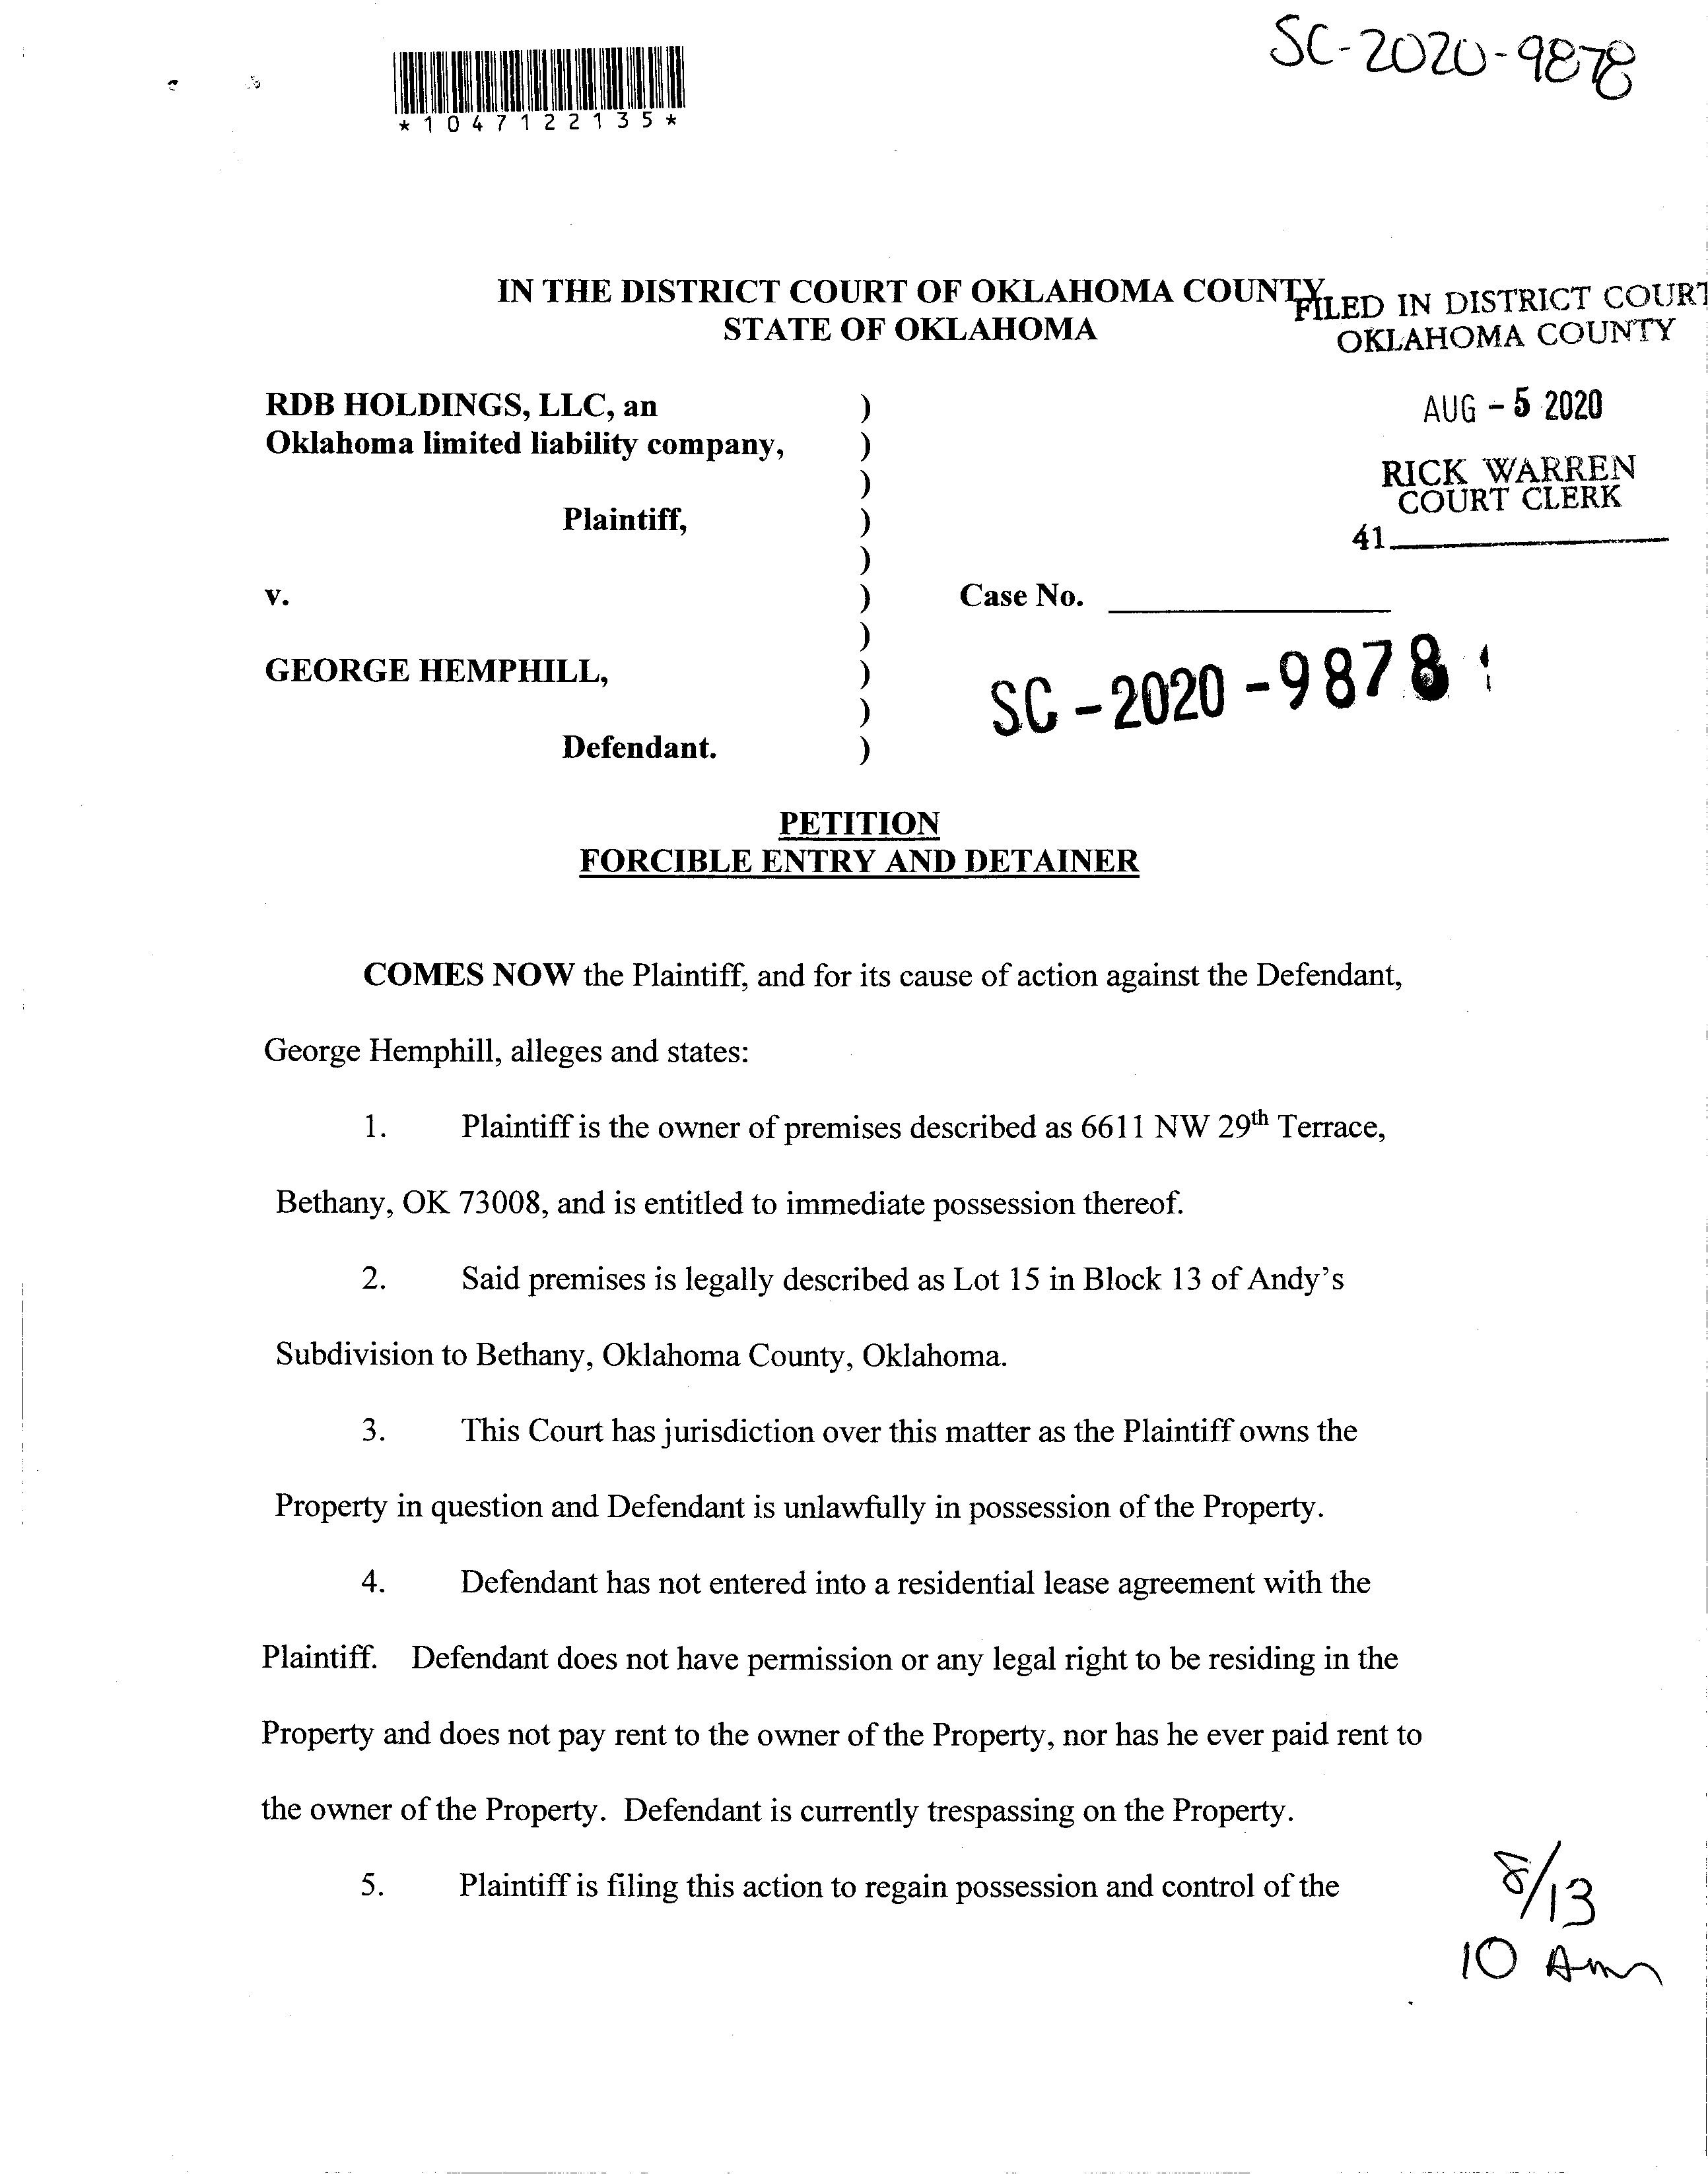 SC-2020-9878
*1047122135*
IN THE DISTRICT COURT OF OKLAHOMA COUNTY
STATE OF OKLAHOMA
FILED IN DISTRICT COURT
OKLAHOMA COUNTY
AUG - 5 2020
RICK WARREN
COURT CLERK
41
RDB HOLDINGS, LLC, an )
Oklahoma limited liability company, )
)
Plaintiff, )
)
v. ) Case No.
)
GEORGE HEMPHILL, )
)
Defendant. )
SC - 2020 - 9878
PETITION
FORCIBLE ENTRY AND DETAINER
COMES NOW the Plaintiff, and for its cause of action against the Defendant,
George Hemphill, alleges and states:
1. Plaintiff is the owner of premises described as 6611 NW 29th Terrace,
Bethany, OK 73008, and is entitled to immediate possession thereof.
2. Said premises is legally described as Lot 15 in Block 13 of Andy's
Subdivision to Bethany, Oklahoma County, Oklahoma.
3. This Court has jurisdiction over this matter as the Plaintiff owns the
Property in question and Defendant is unlawfully in possession of the Property.
4. Defendant has not entered into a residential lease agreement with the
Plaintiff. Defendant does not have permission or any legal right to be residing in the
Property and does not pay rent to the owner of the Property, nor has he ever paid rent to
the owner of the Property. Defendant is currently trespassing on the Property.
5. Plaintiff is filing this action to regain possession and control of the
8/13
10 Am